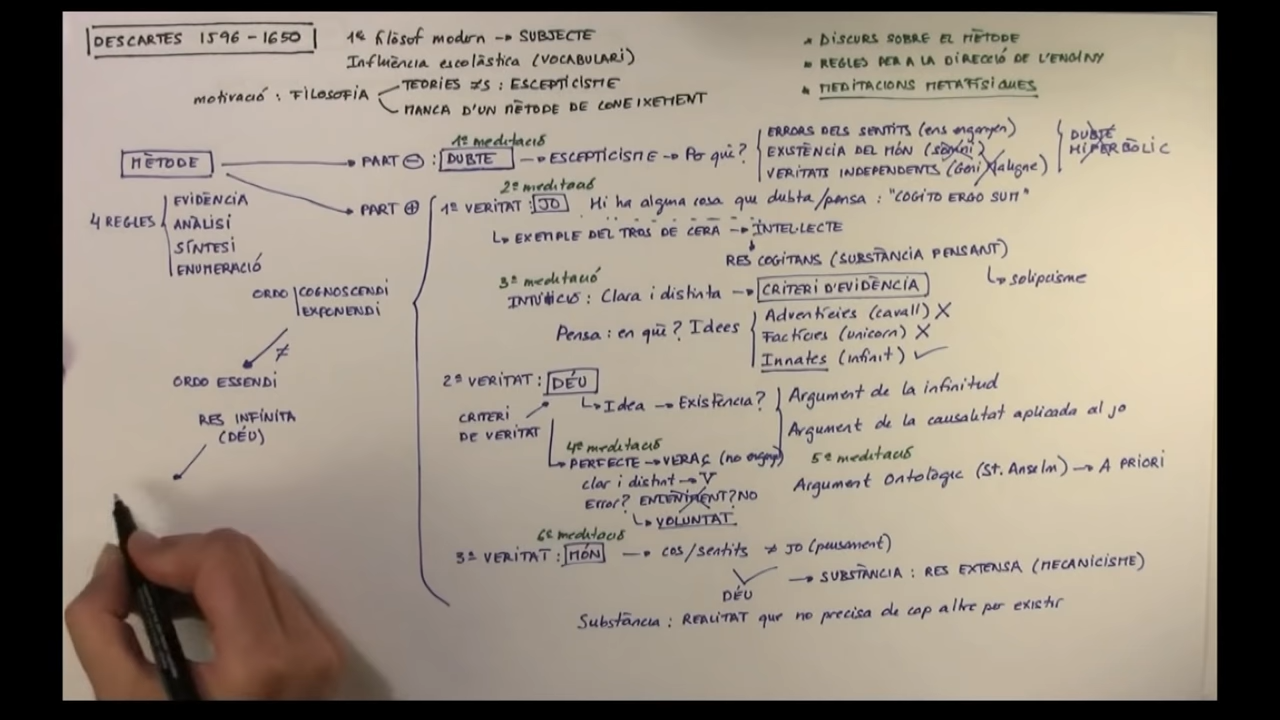 DESCARTES 1596-1650
1er filòsof modern → SUBJECTE
Influència escolàstica (VOCABULARI)
motivació : FILOSOFIA
TEORIES ≠S : ESCEPTICISME
MANCA D'UN MÈTODE DE CONEIXEMENT
DISCURS SOBRE EL MÈTODE
REGLES PER A LA DIRECCIÓ DE L'ENGINY
MEDITACIONS METAFÍSIQUES
MÈTODE
4 REGLES
EVIDÈNCIA
ANÀLISI
SÍNTESI
ENUMERACIÓ
ORDO
COGNOSCENDI
EXPONENDI
≠
ORDO ESSENDI
RES INFINITA
(DÉU)
1ª meditació
PART ⊖ : DUBTE → ESCEPTICISME → Per què?
ERRORS DELS SENTITS (ens enganyen)
EXISTÈNCIA DEL MÓN (somni)
VERITATS INDEPENDENTS (Geni Maligne)
DUBTE
HIPERBÒLIC
2ª meditació
PART ⊕
1ª VERITAT : JO Hi ha alguna cosa que dubta/pensa : "COGITO ERGO SUM"
↳ EXEMPLE DEL TROS DE CERA → INTEL·LECTE
RES COGITANS (SUBSTÀNCIA PENSANT)
↳ solipcisme
3ª meditació
INTUÏCIÓ : Clara i distinta → CRITERI D'EVIDÈNCIA
Pensa : en què? Idees
Adventícies (cavall) X
Factícies (unicorn) X
Innates (infinit) ✓
2ª VERITAT : DÉU
↳ Idea → Existència?
Argument de la infinitud
Argument de la causalitat aplicada al jo
CRITERI
DE VERITAT
4ª meditació
PERFECTE → VERAÇ (no engany)
clar i distint → V
Error? ENTENIMENT? NO
↳ VOLUNTAT
5ª meditació
Argument Ontològic (St. Anselm) → A PRIORI
6ª meditació
3ª VERITAT : MÓN → cos/sentits ≠ JO (pensament)
DÉU
→ SUBSTÀNCIA : RES EXTENSA (MECANICISME)
Substància : REALITAT que no precisa de cap altre per existir